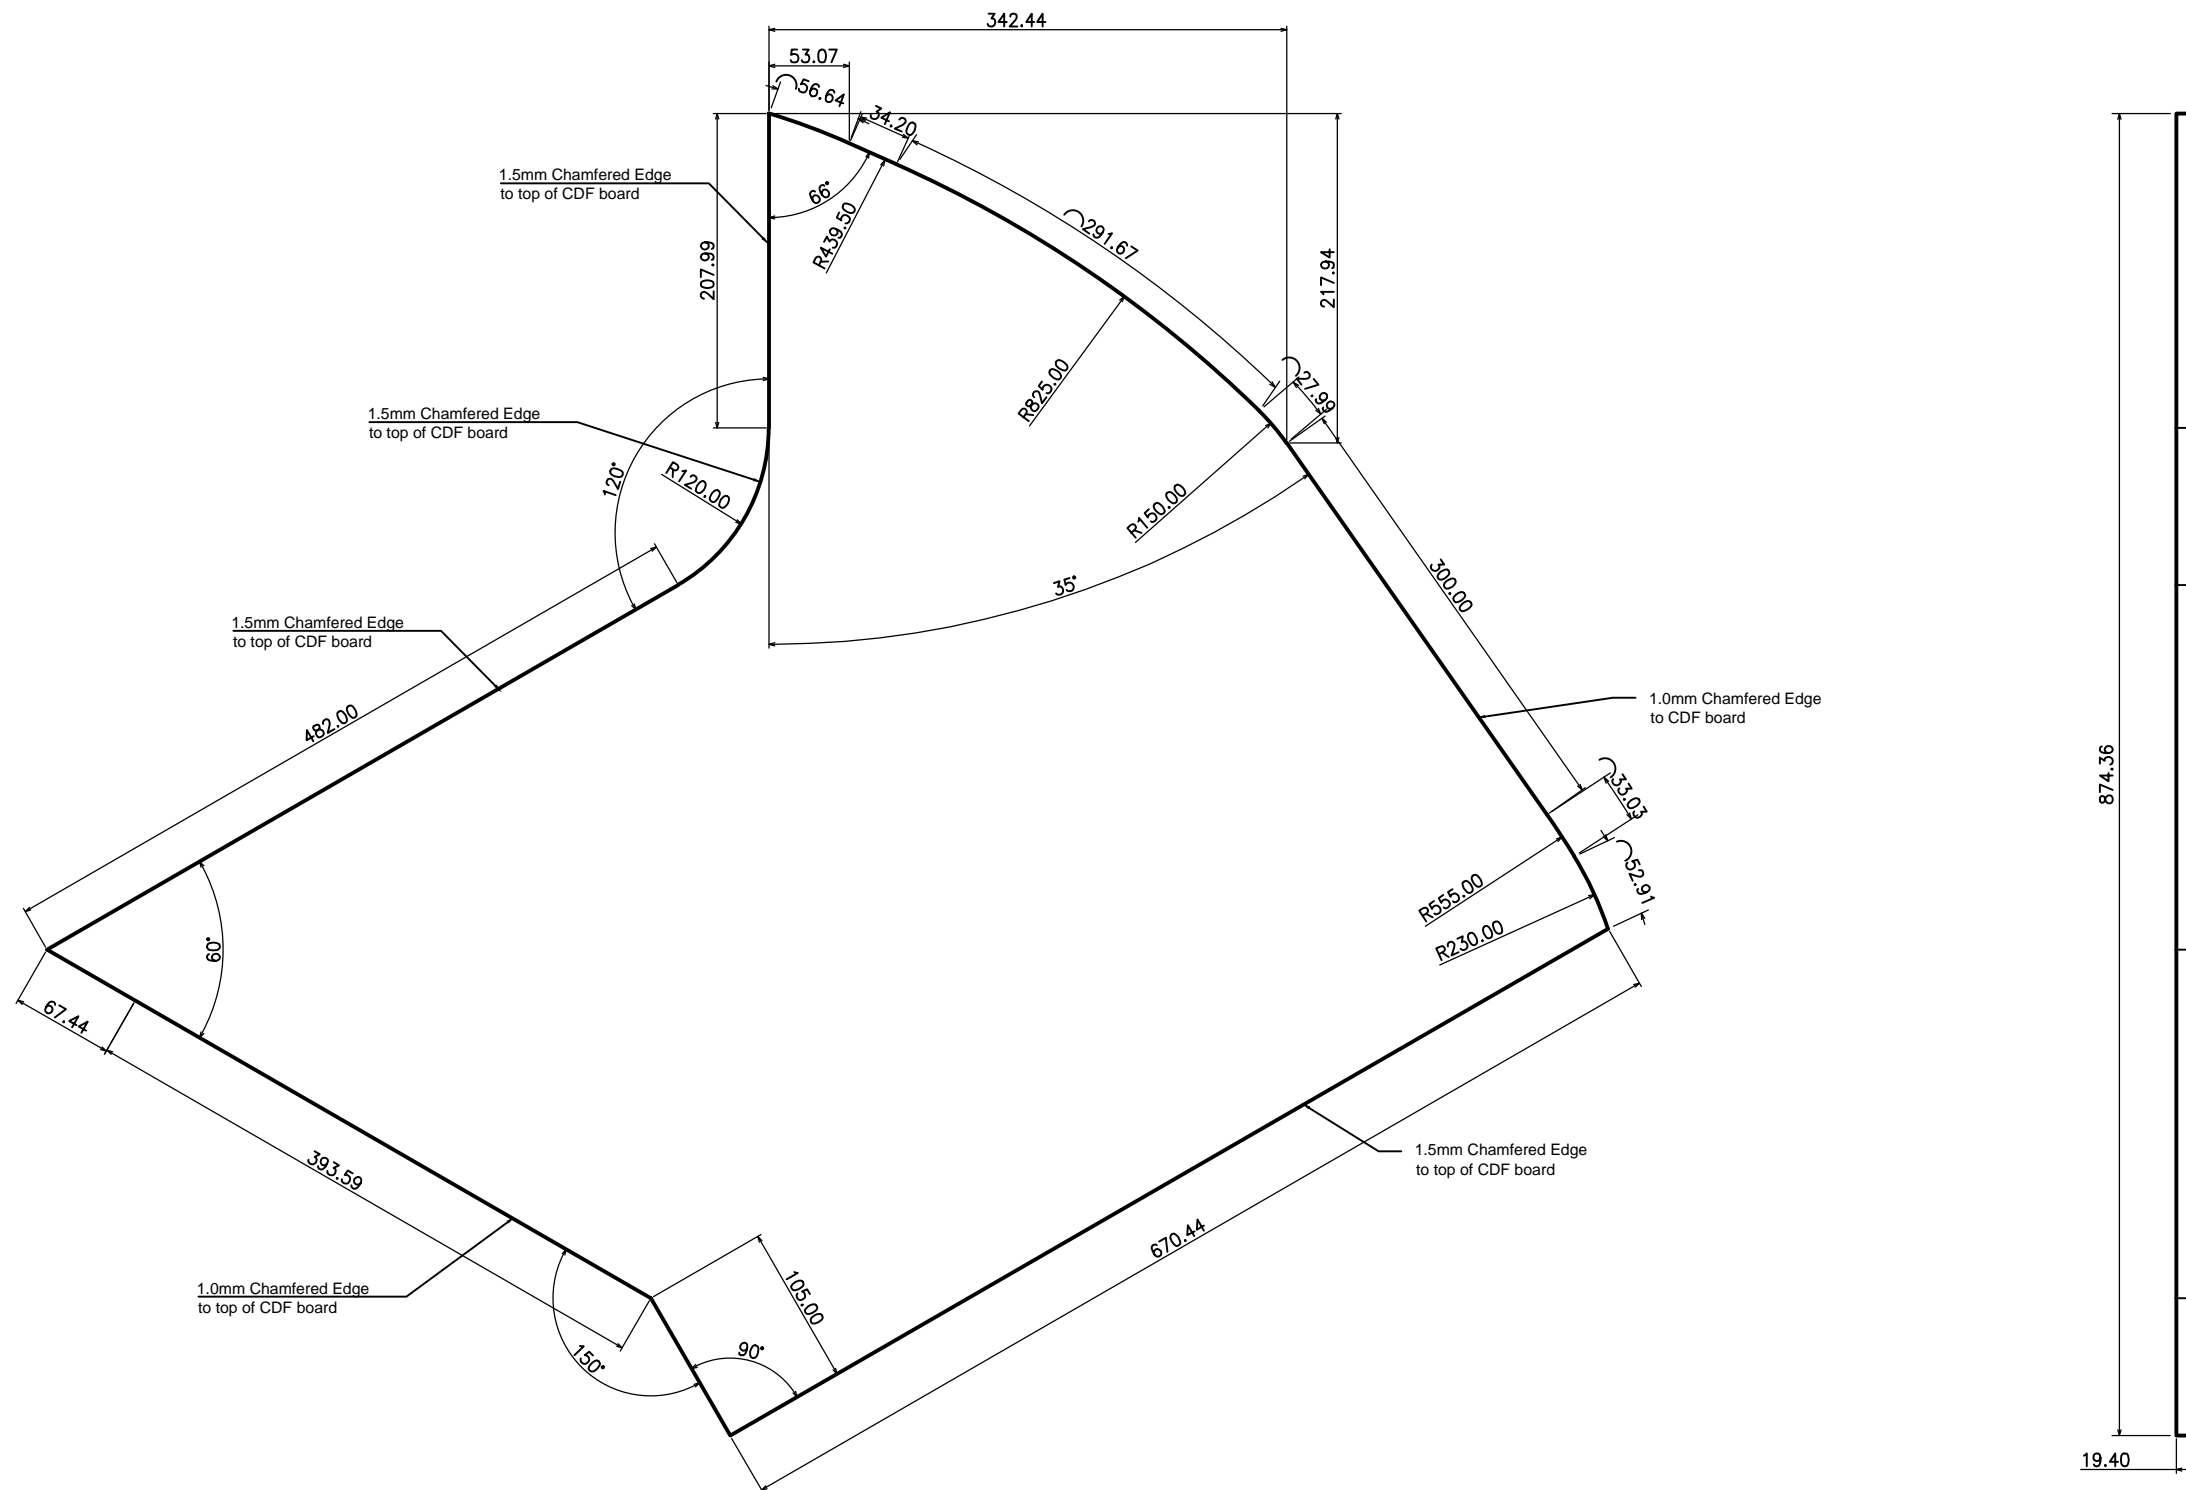 342.44
53.07
56.64
34.20
1.5mm Chamfered Edge
to top of CDF board
66°
R439.50
291.67
207.99
217.94
R825.00
27.99
1.5mm Chamfered Edge
to top of CDF board
120°
R120.00
R150.00
35°
300.00
1.5mm Chamfered Edge
to top of CDF board
482.00
1.0mm Chamfered Edge
to CDF board
874.36
33.03
52.91
R555.00
R230.00
60°
67.44
393.59
1.5mm Chamfered Edge
to top of CDF board
670.44
105.00
1.0mm Chamfered Edge
to top of CDF board
90°
150°
19.40